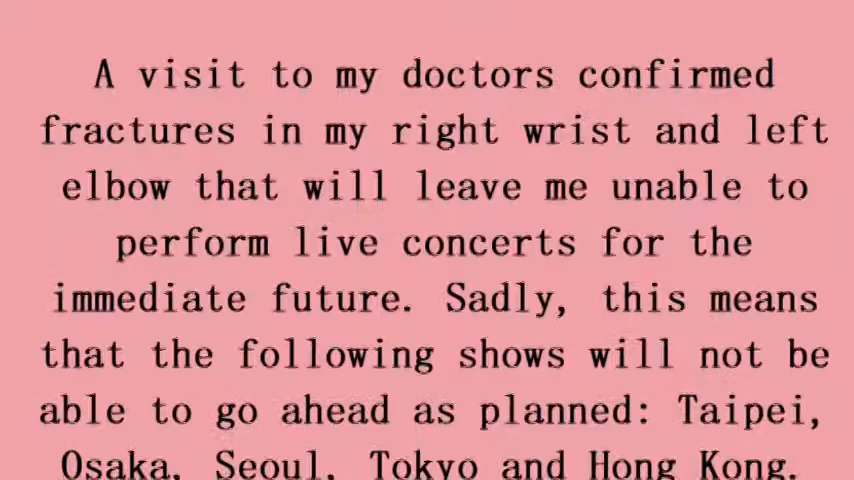 A visit to my doctors confirmed
fractures in my right wrist and left
elbow that will leave me unable to
perform live concerts for the
immediate future. Sadly, this means
that the following shows will not be
able to go ahead as planned: Taipei,
Osaka, Seoul, Tokyo and Hong Kong.